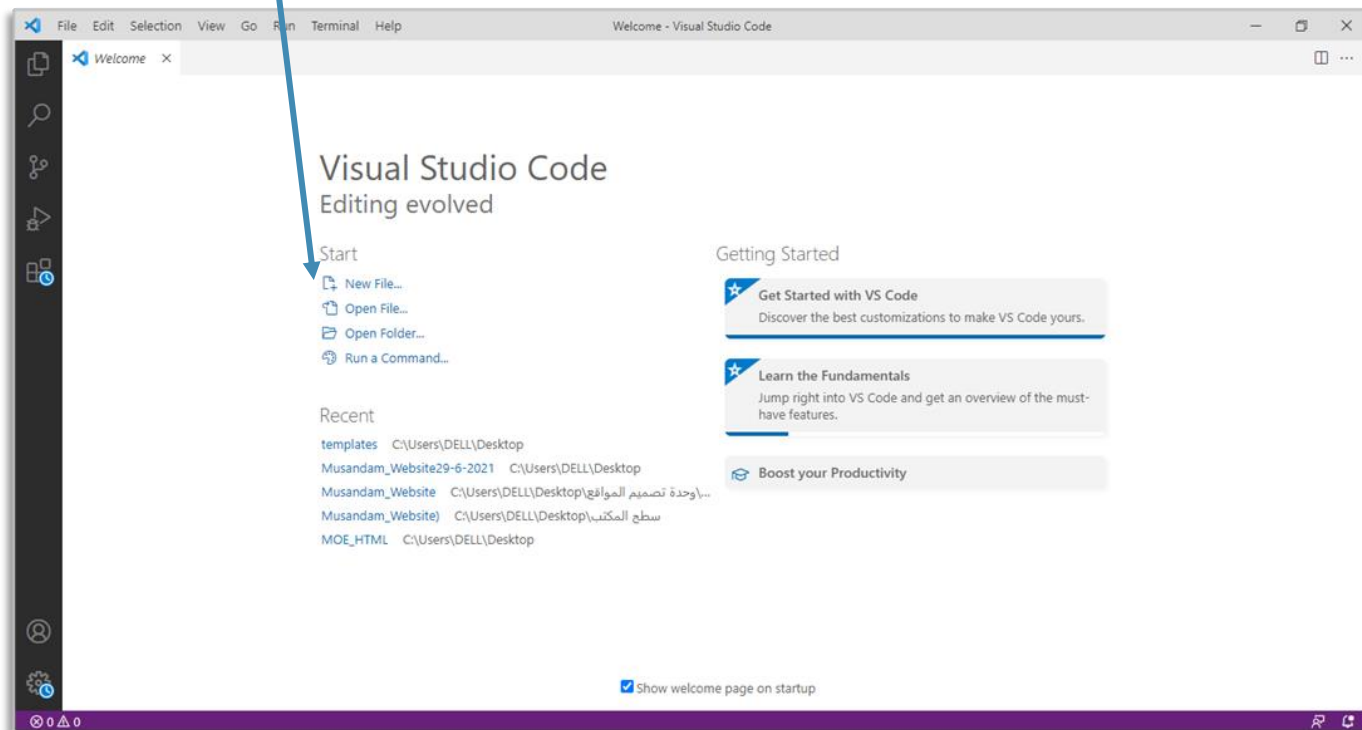 File Edit Selection View Go Run Terminal Help
Welcome - Visual Studio Code
Welcome
Visual Studio Code
Editing evolved
Start
New File...
Open File...
Open Folder...
Run a Command...
Recent
templates C:\Users\DELL\Desktop
Musandam_Website29-6-2021 C:\Users\DELL\Desktop
Musandam_Website C:\Users\DELL\Desktop\وحدة تصميم المواقع\...
Musandam_Website) C:\Users\DELL\Desktop\سطح المكتب
MOE_HTML C:\Users\DELL\Desktop
Getting Started
Get Started with VS Code
Discover the best customizations to make VS Code yours.
Learn the Fundamentals
Jump right into VS Code and get an overview of the must-
have features.
Boost your Productivity
Show welcome page on startup
0 0